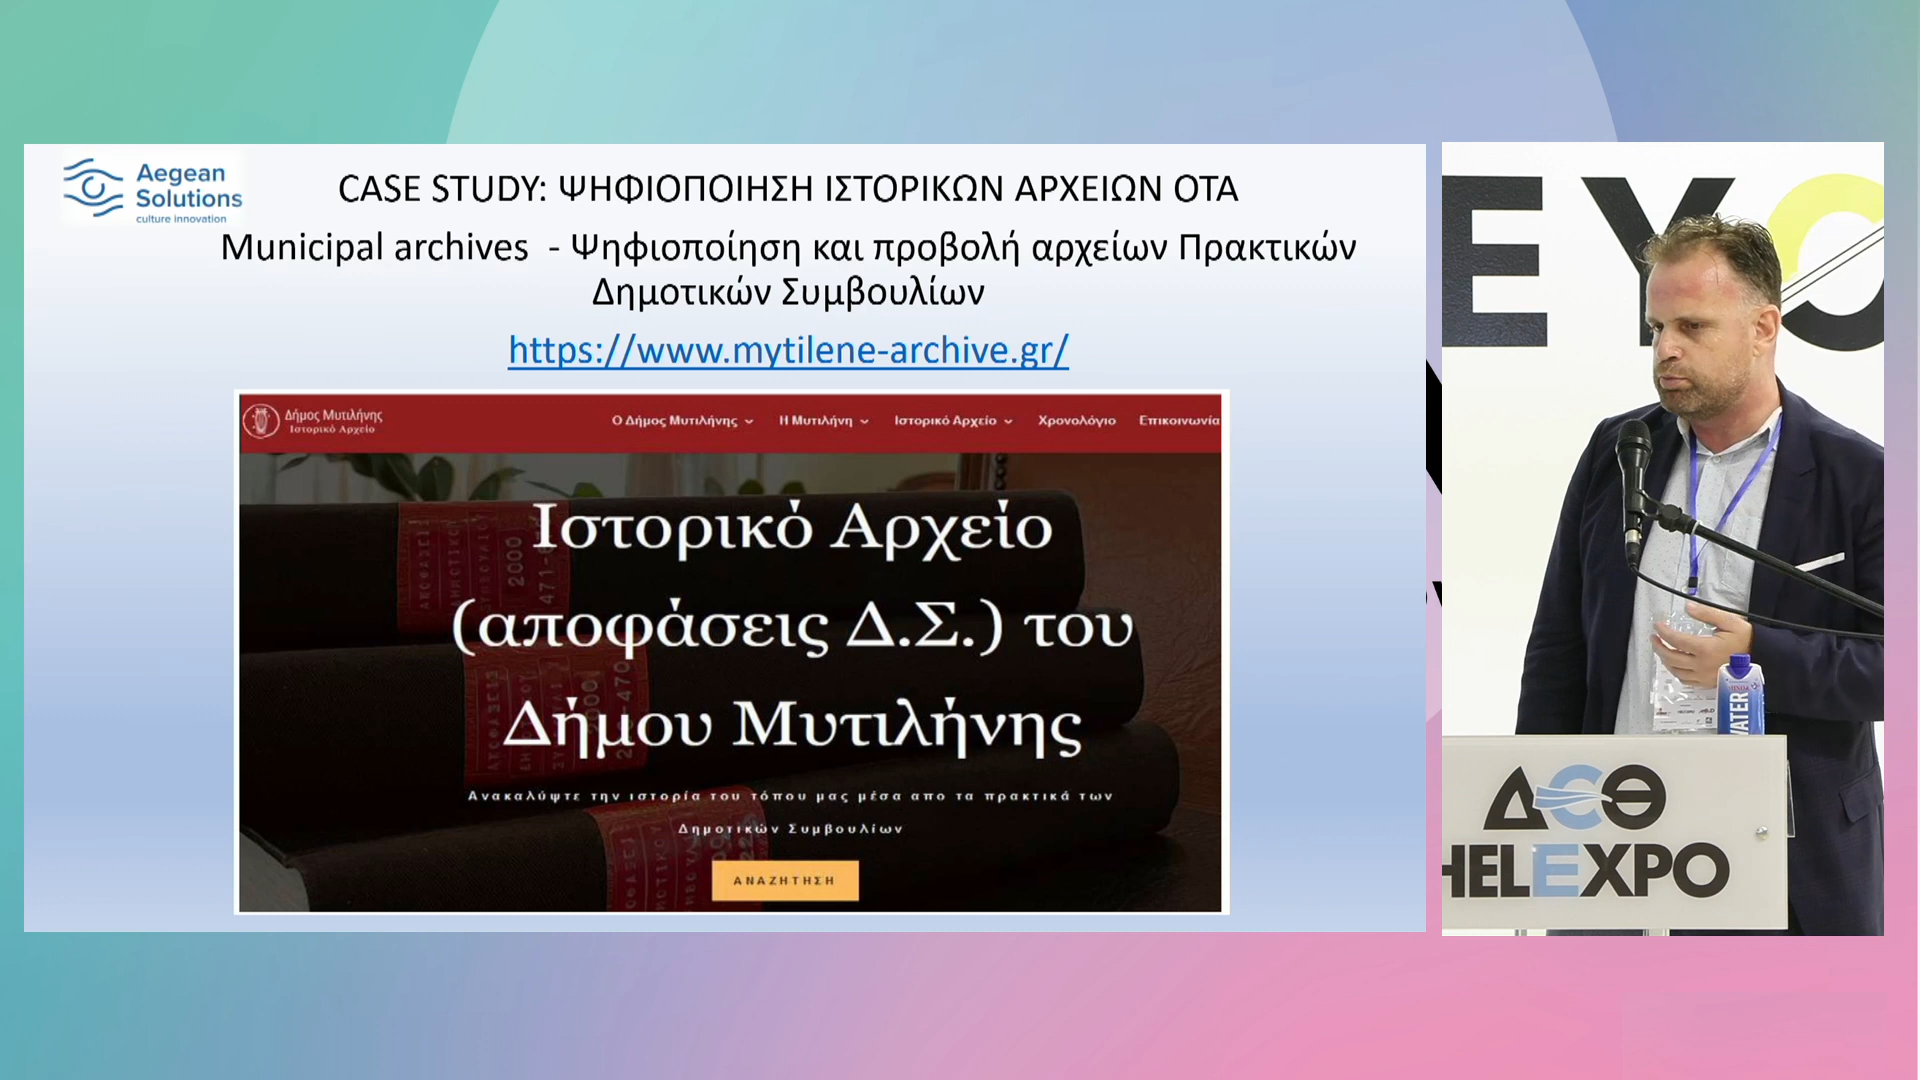 Aegean
Solutions
culture innovation
CASE STUDY: ΨΗΦΙΟΠΟΙΗΣΗ ΙΣΤΟΡΙΚΩΝ ΑΡΧΕΙΩΝ ΟΤΑ
Municipal archives - Ψηφιοποίηση και προβολή αρχείων Πρακτικών
Δημοτικών Συμβουλίων
https://www.mytilene-archive.gr/
Δήμος Μυτιλήνης
Ιστορικό Αρχείο
Ο Δήμος Μυτιλήνης Η Μυτιλήνη Ιστορικό Αρχείο Χρονολόγιο Επικοινωνία
Ιστορικό Αρχείο
(αποφάσεις Δ.Σ.) του
Δήμου Μυτιλήνης
Ανακαλύψτε την ιστορία του τόπου μας μέσα απο τα πρακτικά των
Δημοτικών Συμβουλίων
ΑΝΑΖΗΤΗΣΗ
2000
EYO
WATER
ΔΕΘ
HELEXPO